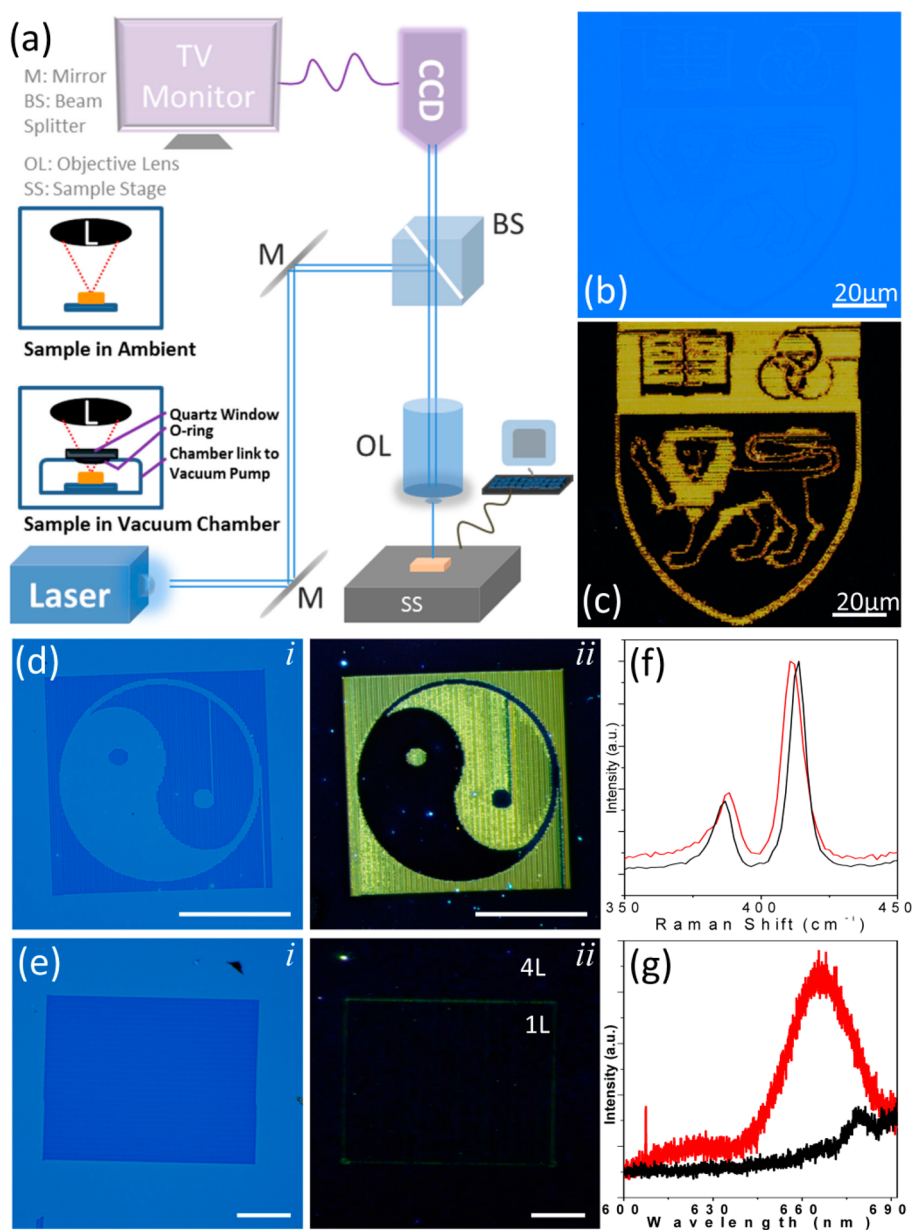 (a)
TV
Monitor
CCD
M: Mirror
BS: Beam
Splitter
OL: Objective Lens
SS: Sample Stage
BS
M
L
Sample in Ambient
L
Quartz Window
O-ring
Chamber link to
Vacuum Pump
Sample in Vacuum Chamber
OL
Laser
M
SS
(b)
20μm
(c)
20μm
(d)
i
ii
(e)
i
ii
4L
1L
(f)
Intensity (a.u.)
350 400 450
Raman Shift (cm⁻¹)
(g)
Intensity (a.u.)
600 630 660 690
Wavelength (nm)